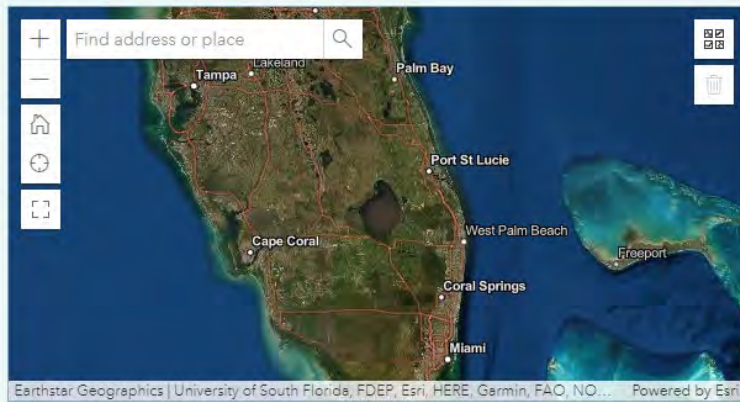 Find address or place
Lakeland
Tampa
Palm Bay
Port St Lucie
West Palm Beach
Cape Coral
Freeport
Coral Springs
Miami
Earthstar Geographics | University of South Florida, FDEP, Esri, HERE, Garmin, FAO, NO... Powered by Esri